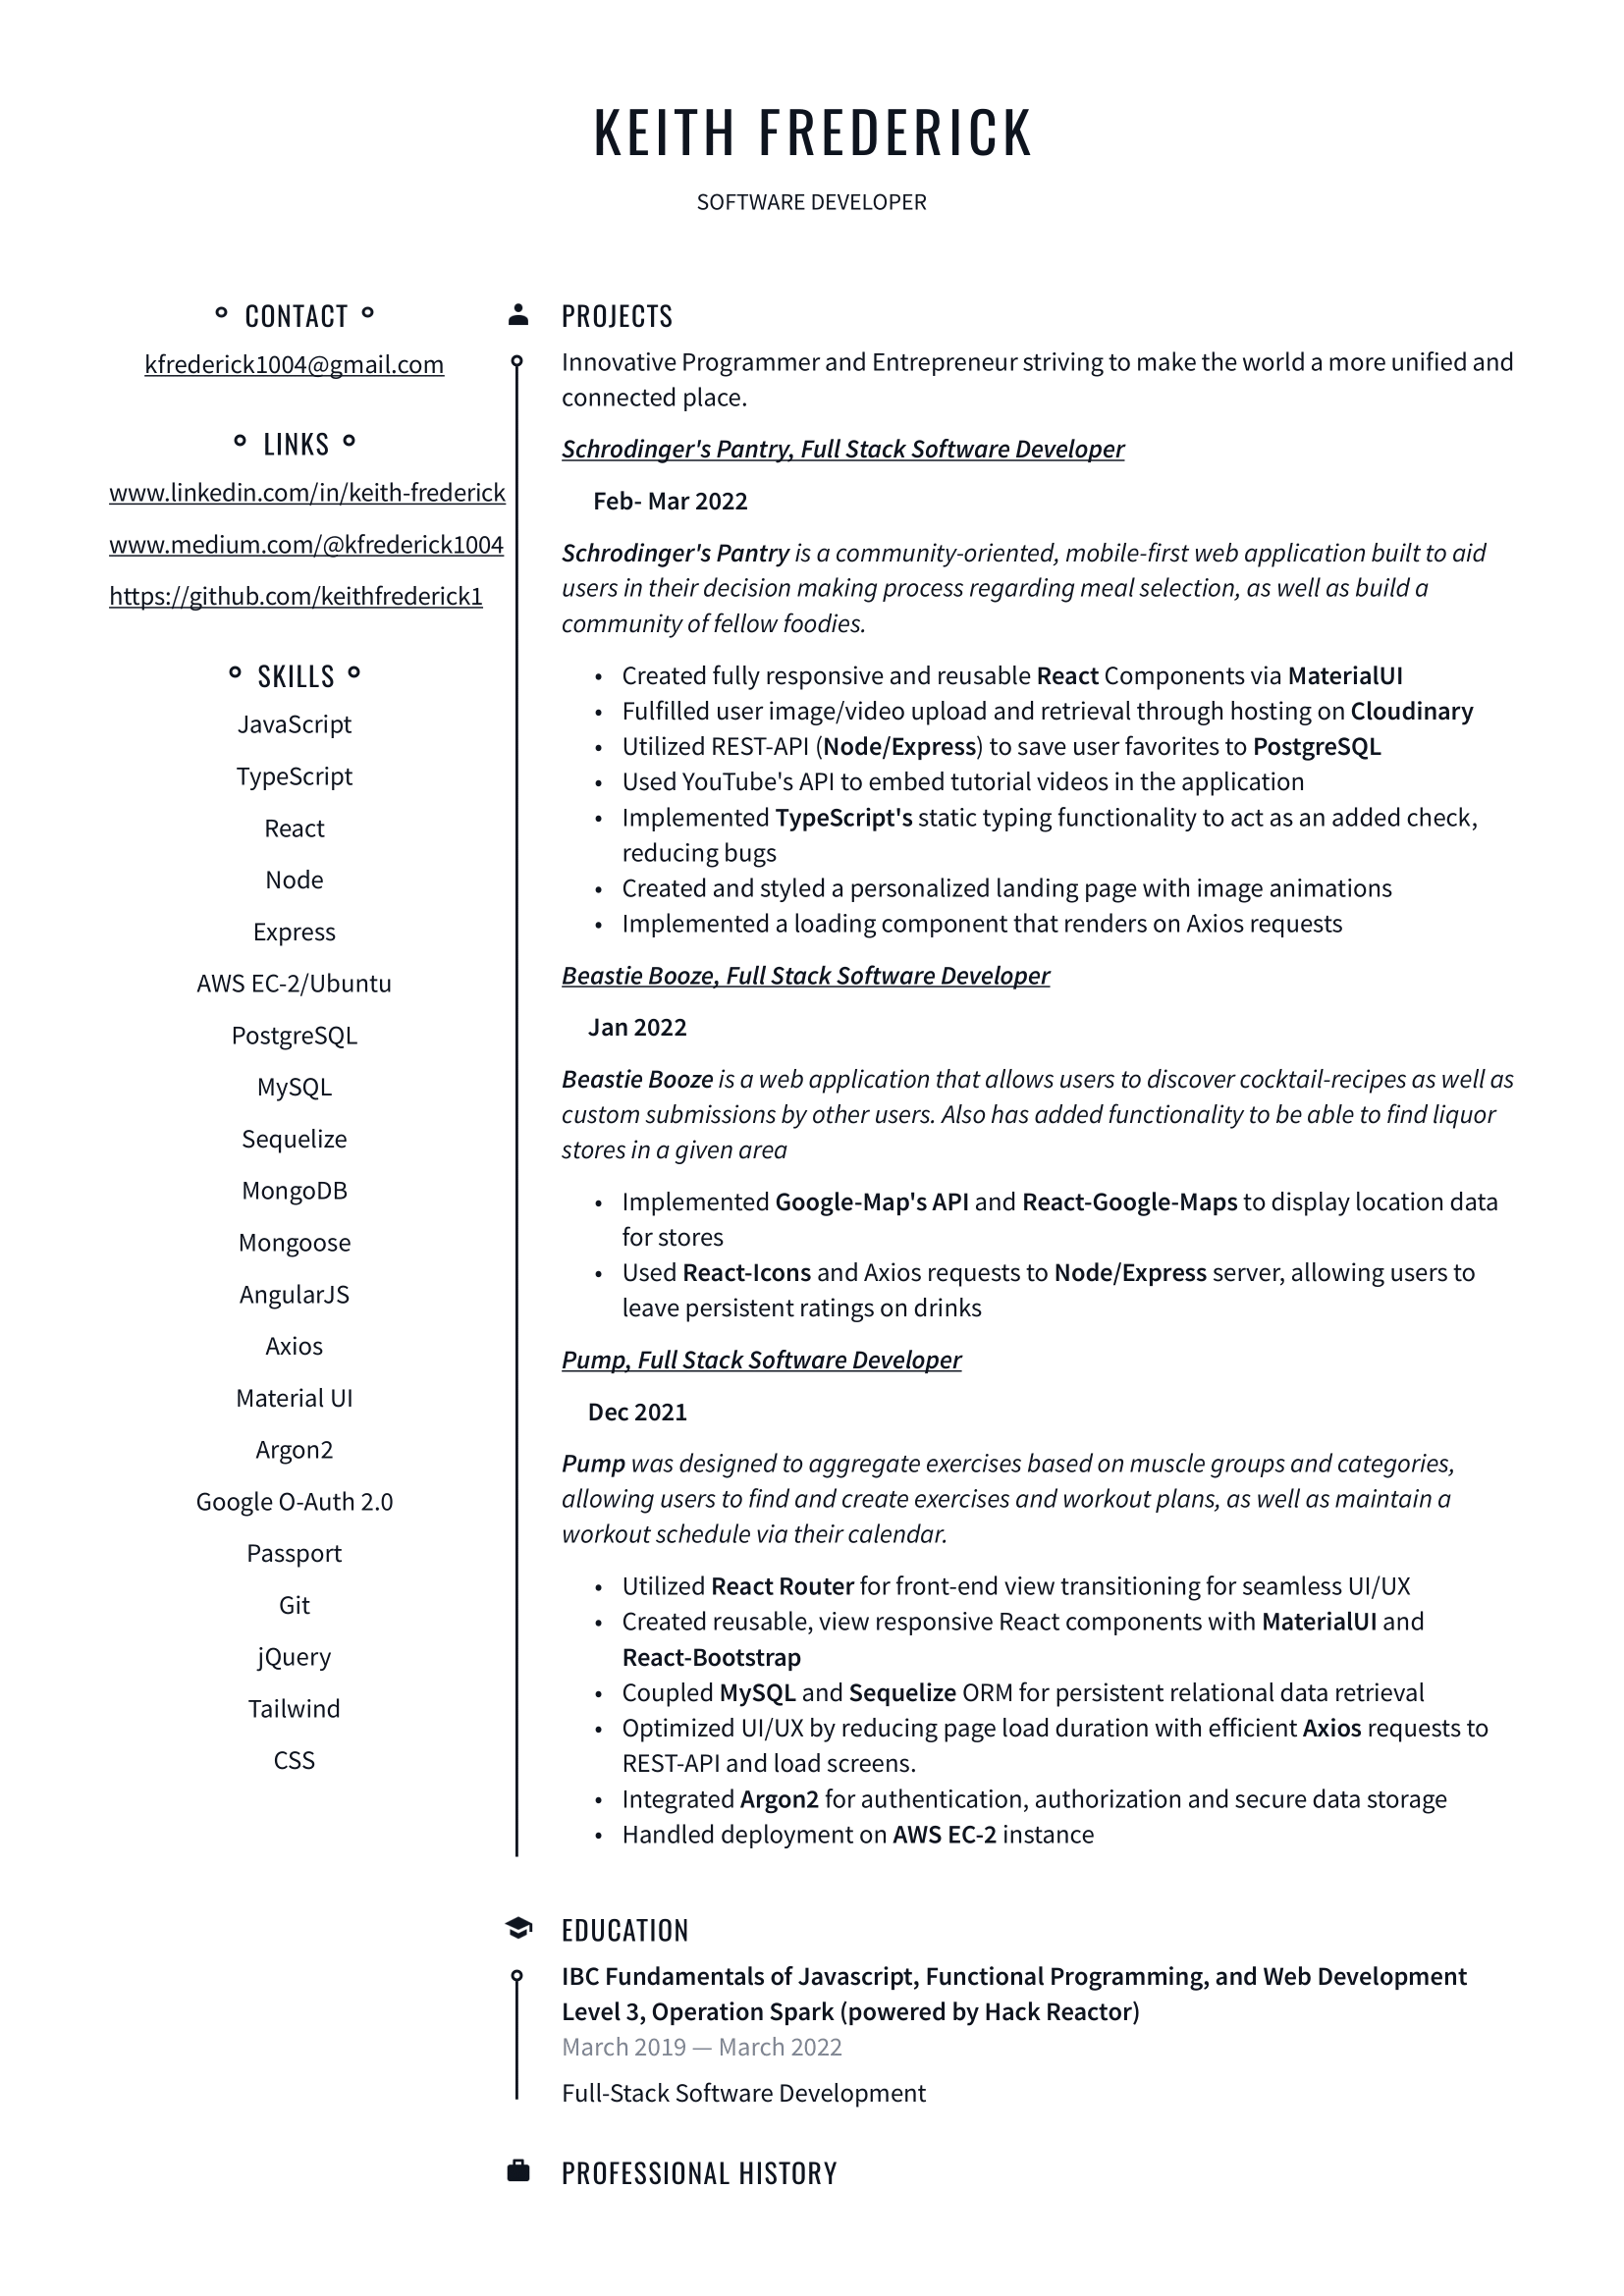 KEITH FREDERICK
SOFTWARE DEVELOPER
CONTACT
kfrederick1004@gmail.com
LINKS
www.linkedin.com/in/keith-frederick
www.medium.com/@kfrederick1004
https://github.com/keithfrederick1
SKILLS
JavaScript
TypeScript
React
Node
Express
AWS EC-2/Ubuntu
PostgreSQL
MySQL
Sequelize
MongoDB
Mongoose
AngularJS
Axios
Material UI
Argon2
Google O-Auth 2.0
Passport
Git
jQuery
Tailwind
CSS
PROJECTS
Innovative Programmer and Entrepreneur striving to make the world a more unified and
connected place.
Schrodinger's Pantry, Full Stack Software Developer
Feb- Mar 2022
Schrodinger's Pantry is a community-oriented, mobile-first web application built to aid
users in their decision making process regarding meal selection, as well as build a
community of fellow foodies.
• Created fully responsive and reusable React Components via MaterialUI
• Fulfilled user image/video upload and retrieval through hosting on Cloudinary
• Utilized REST-API (Node/Express) to save user favorites to PostgreSQL
• Used YouTube's API to embed tutorial videos in the application
• Implemented TypeScript's static typing functionality to act as an added check,
reducing bugs
• Created and styled a personalized landing page with image animations
• Implemented a loading component that renders on Axios requests
Beastie Booze, Full Stack Software Developer
Jan 2022
Beastie Booze is a web application that allows users to discover cocktail-recipes as well as
custom submissions by other users. Also has added functionality to be able to find liquor
stores in a given area
• Implemented Google-Map's API and React-Google-Maps to display location data
for stores
• Used React-Icons and Axios requests to Node/Express server, allowing users to
leave persistent ratings on drinks
Pump, Full Stack Software Developer
Dec 2021
Pump was designed to aggregate exercises based on muscle groups and categories,
allowing users to find and create exercises and workout plans, as well as maintain a
workout schedule via their calendar.
• Utilized React Router for front-end view transitioning for seamless UI/UX
• Created reusable, view responsive React components with MaterialUI and
React-Bootstrap
• Coupled MySQL and Sequelize ORM for persistent relational data retrieval
• Optimized UI/UX by reducing page load duration with efficient Axios requests to
REST-API and load screens.
• Integrated Argon2 for authentication, authorization and secure data storage
• Handled deployment on AWS EC-2 instance
EDUCATION
IBC Fundamentals of Javascript, Functional Programming, and Web Development
Level 3, Operation Spark (powered by Hack Reactor)
March 2019 — March 2022
Full-Stack Software Development
PROFESSIONAL HISTORY